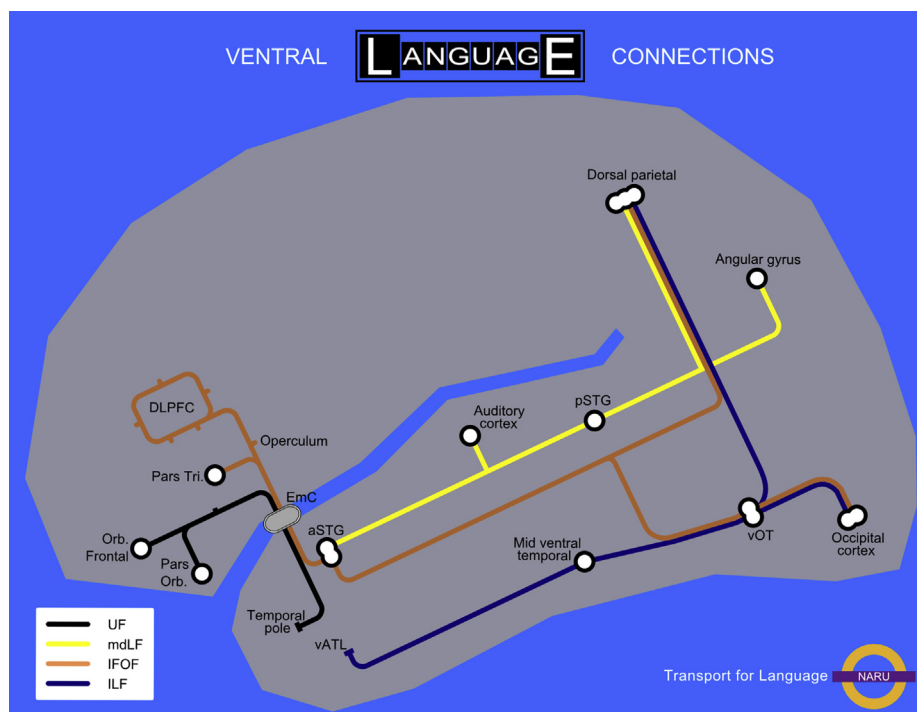 VENTRAL LANGUAGE CONNECTIONS
Dorsal parietal
Angular gyrus
DLPFC
Auditory
cortex
pSTG
Operculum
Pars Tri.
EmC
aSTG
Orb.
Frontal
Pars
Orb.
Mid ventral
temporal
vOT
Occipital
cortex
Temporal
pole
vATL
UF
mdLF
IFOF
ILF
Transport for Language
NARU